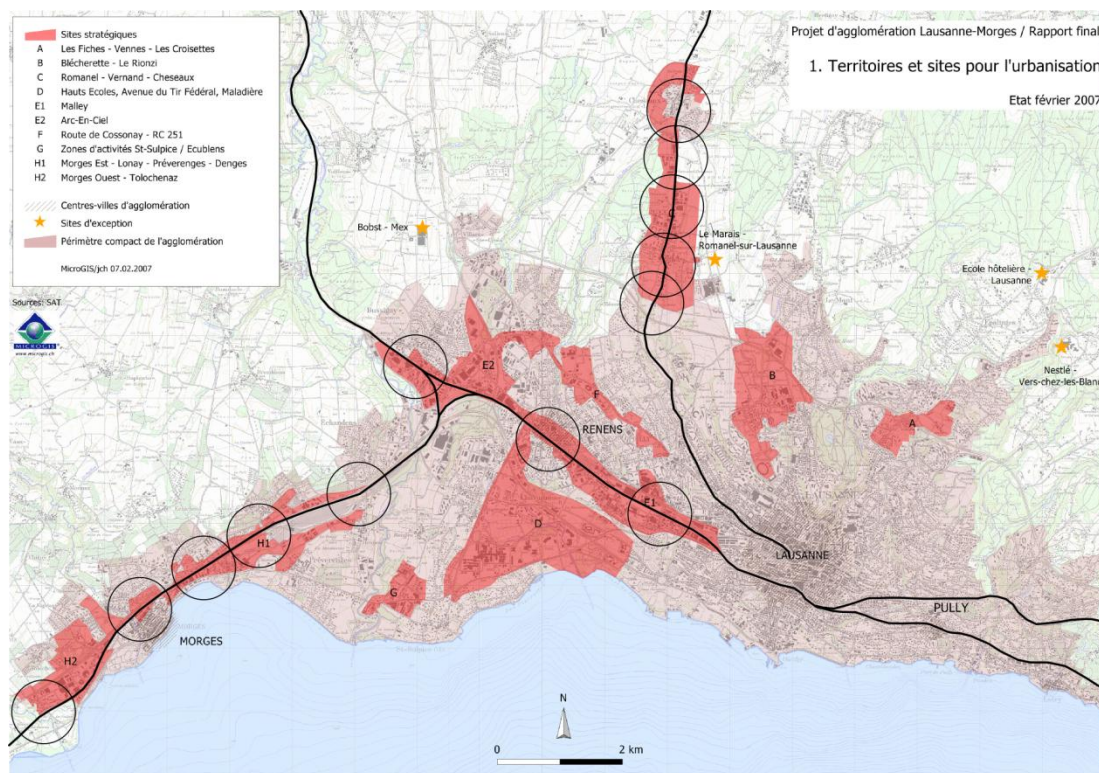 Sites stratégiques
A Les Fiches - Vennes - Les Croisettes
B Blécherette - Le Rionzi
C Romanel - Vernand - Cheseaux
D Hauts Ecoles, Avenue du Tir Fédéral, Maladière
E1 Malley
E2 Arc-En-Ciel
F Route de Cossonay - RC 251
G Zones d'activités St-Sulpice / Ecublens
H1 Morges Est - Lonay - Préverenges - Denges
H2 Morges Ouest - Tolochenaz
Centres-villes d'agglomération
Sites d'exception
Périmètre compact de l'agglomération
MicroGIS/jch 07.02.2007
Sources: SAT
MICROGIS
www.microgis.ch
Projet d'agglomération Lausanne-Morges / Rapport final
1. Territoires et sites pour l'urbanisation
Etat février 2007
C
Bobst - Mex
Le Marais -
Romanel-sur-Lausanne
Ecole hôtelière -
Lausanne
Nestlé -
Vers-chez-les-Blanc
E2
B
F
A
RENENS
E1
D
H1
LAUSANNE
G
PULLY
MORGES
H2
N
0 2 km